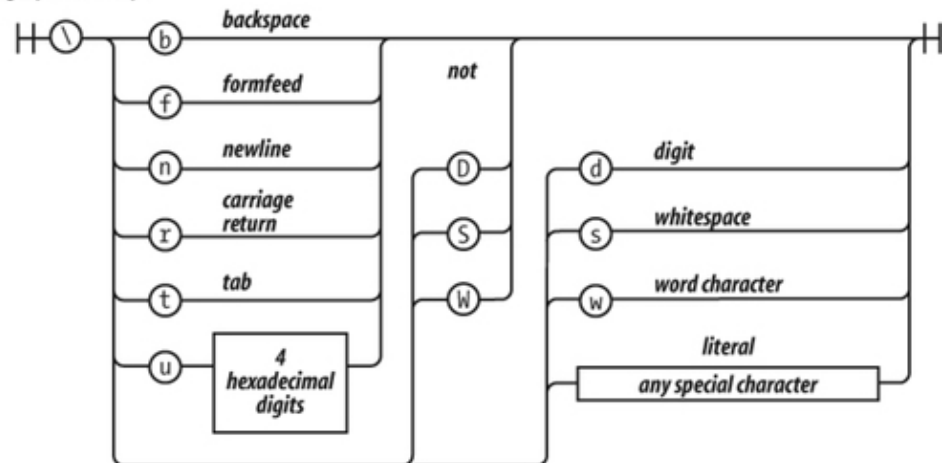 \
b backspace
f formfeed
n newline
r carriage
return
t tab
u 4
hexadecimal
digits
not
D
S
W
d digit
s whitespace
w word character
literal
any special character